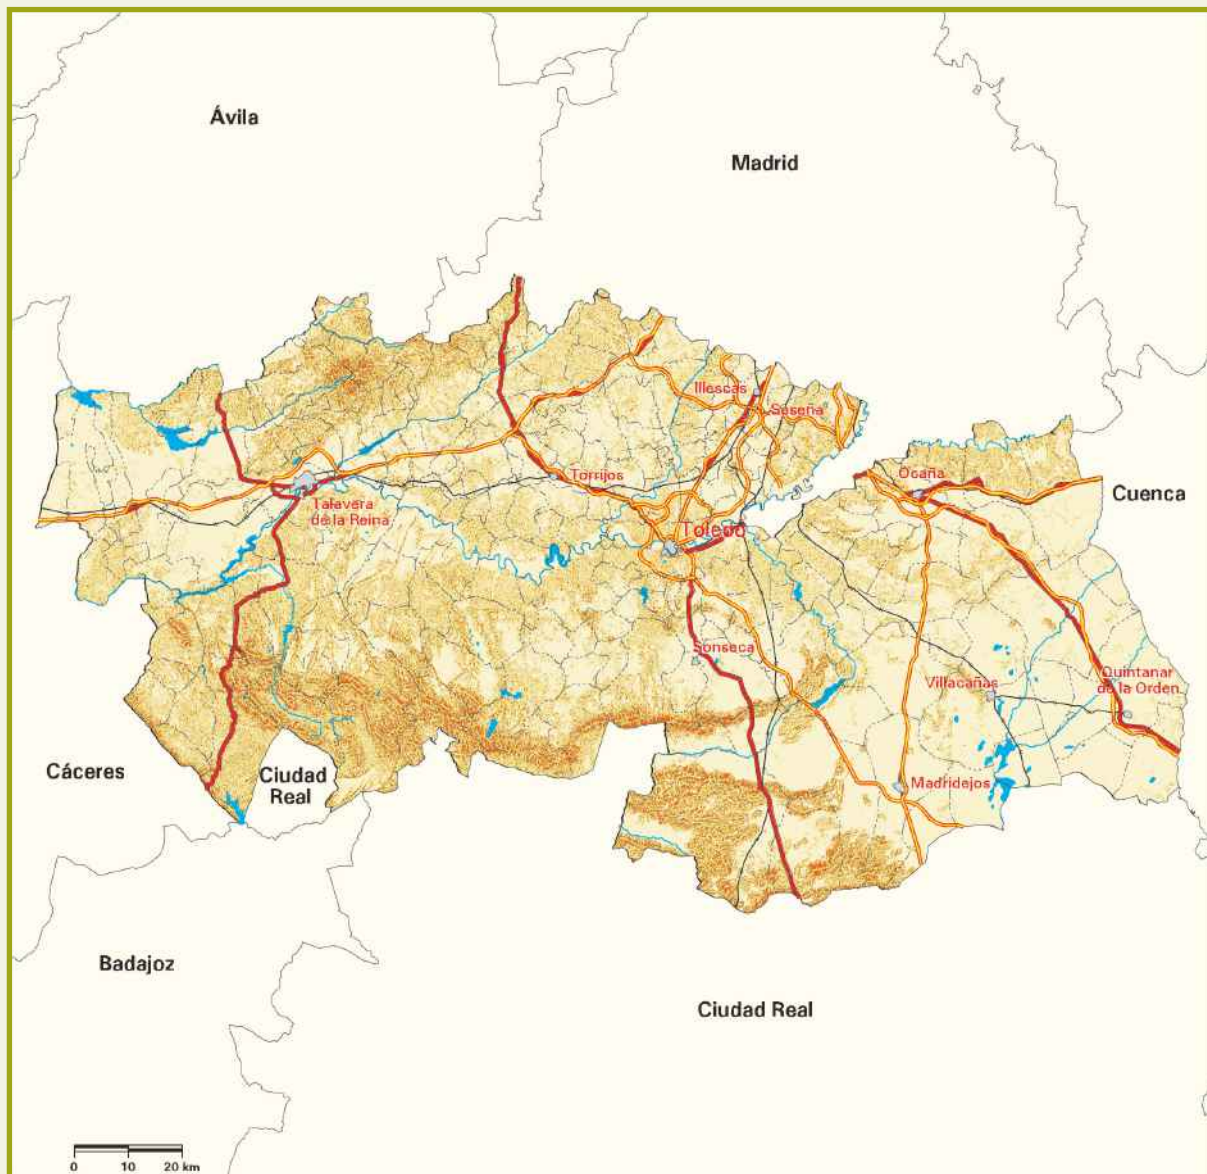 Ávila
Madrid
Illescas
Seseña
Torrijos
Ocaña
Cuenca
Talavera
de la Reina
Toledo
Sonseca
Villacañas
Quintanar
de la Orden
Cáceres
Ciudad
Real
Madridejos
Badajoz
Ciudad Real
0 10 20 km